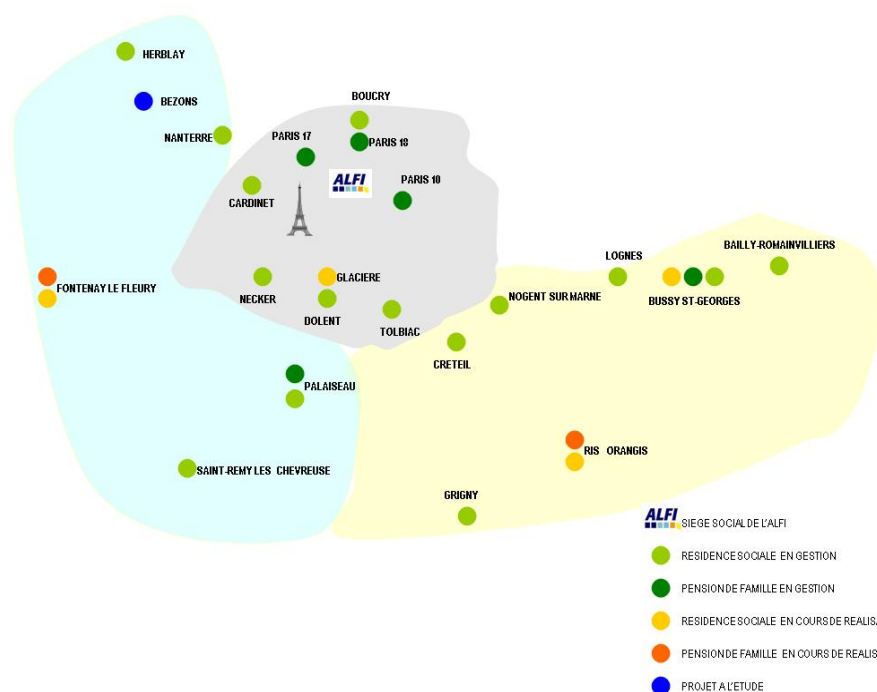 HERBLAY
BEZONS
NANTERRE
BOUCRY
PARIS 17
PARIS 18
ALFI
PARIS 10
CARDINET
LOGNES
BAILLY-ROMAINVILLIERS
FONTENAY LE FLEURY
NECKER
GLACIERE
DOLENT
TOLBIAC
NOGENT SUR MARNE
BUSSY ST-GEORGES
CRETEIL
PALAISEAU
SAINT-REMY LES CHEVREUSE
RIS ORANGIS
GRIGNY
ALFI SIEGE SOCIAL DE L'ALFI
RESIDENCE SOCIALE EN GESTION
PENSION DE FAMILLE EN GESTION
RESIDENCE SOCIALE EN COURS DE REALIS
PENSION DE FAMILLE EN COURS DE REALIS
PROJET A L'ETUDE